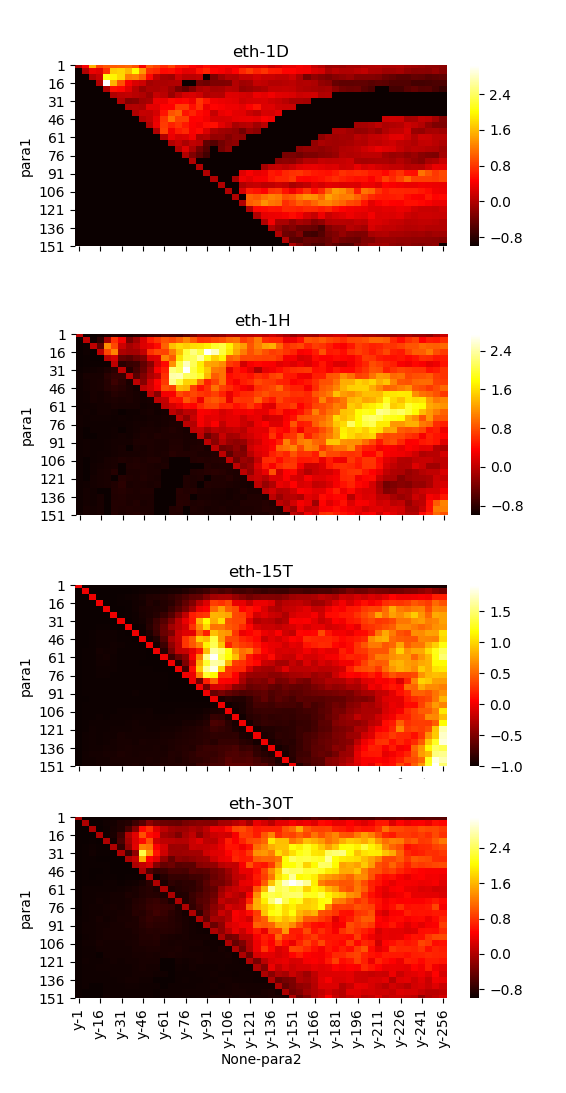 eth-1D
para1
1
16
31
46
61
76
91
106
121
136
151
2.4
1.6
0.8
0.0
−0.8
eth-1H
para1
1
16
31
46
61
76
91
106
121
136
151
2.4
1.6
0.8
0.0
−0.8
eth-15T
para1
1
16
31
46
61
76
91
106
121
136
151
1.5
1.0
0.5
0.0
−0.5
−1.0
eth-30T
para1
1
16
31
46
61
76
91
106
121
136
151
2.4
1.6
0.8
0.0
−0.8
y-1
y-16
y-31
y-46
y-61
y-76
y-91
y-106
y-121
y-136
y-151
y-166
y-181
y-196
y-211
y-226
y-241
y-256
None-para2